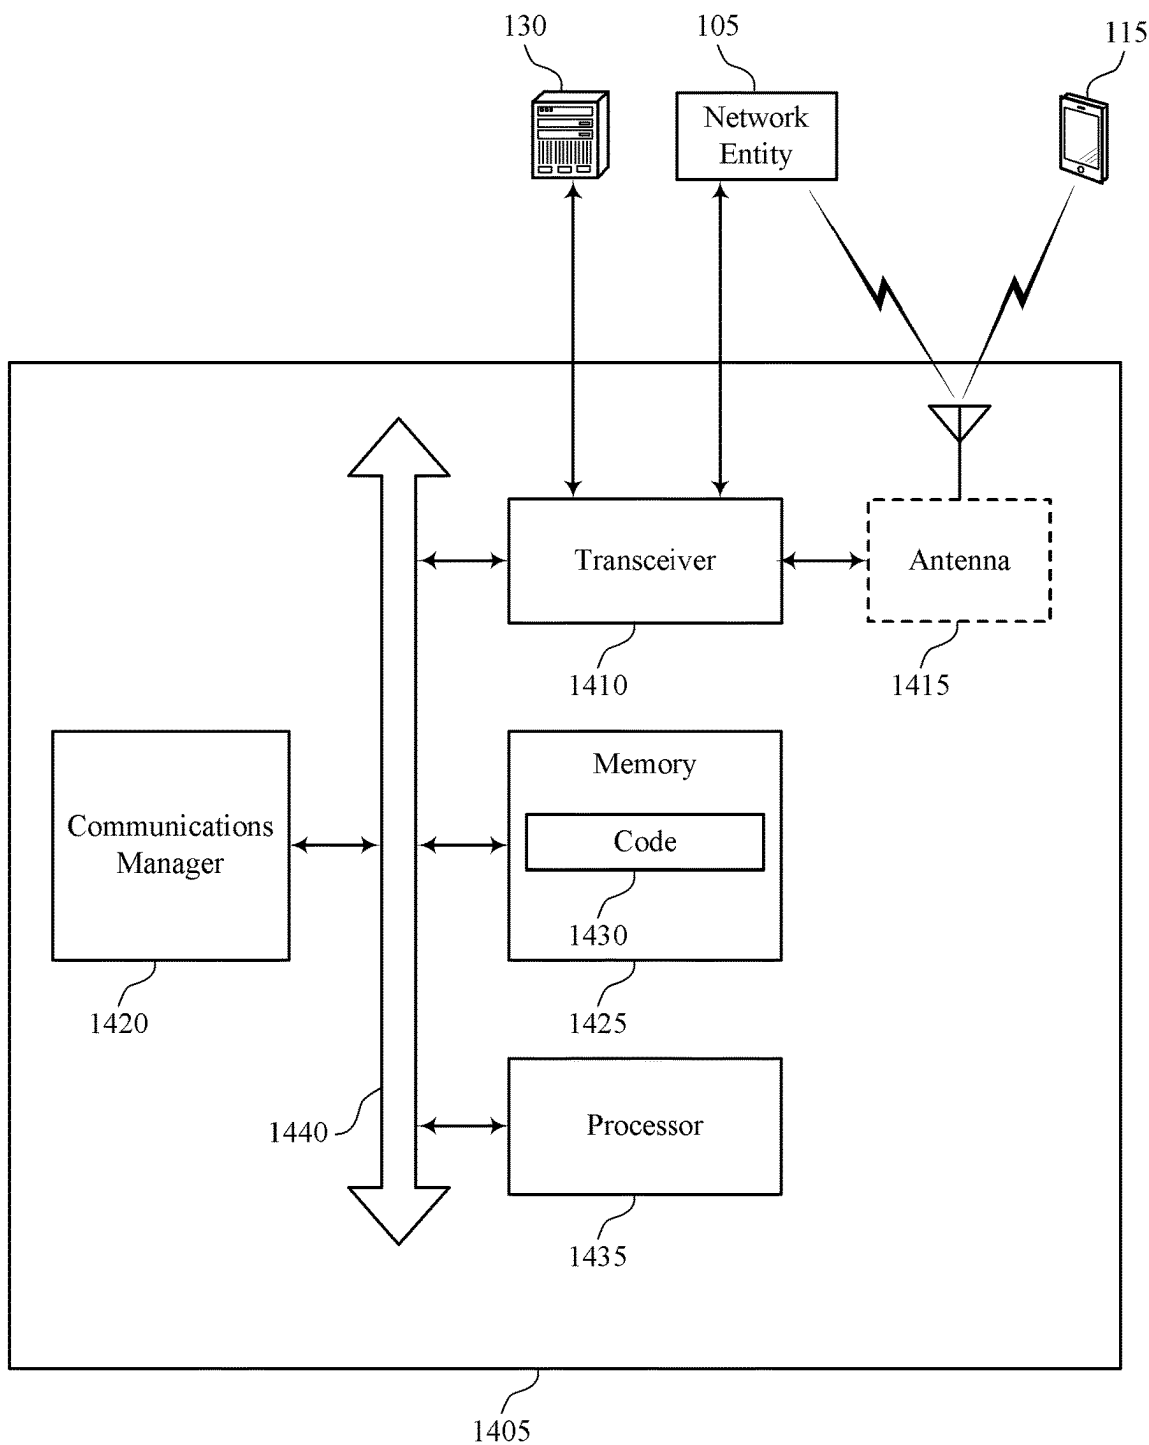 130
105
115
Network
Entity
Transceiver
Antenna
1410
1415
Communications
Manager
Memory
Code
1430
1420
1425
1440
Processor
1435
1405